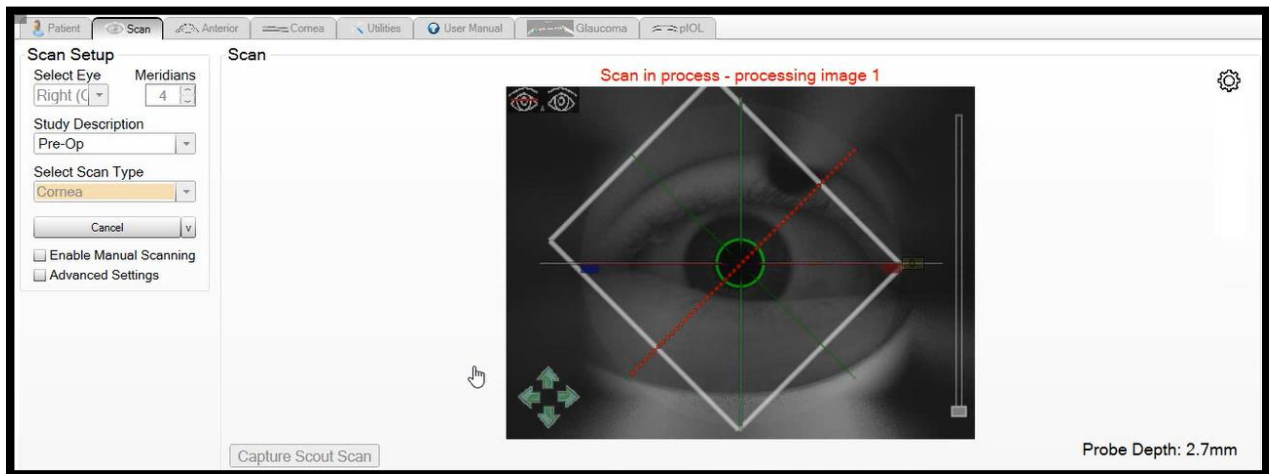 Patient Scan Anterior Cornea Utilities User Manual Glaucoma pIOL
Scan Setup
Scan
Select Eye Meridians
Scan in process - processing image 1
Right (O 4
Study Description
Pre-Op
Select Scan Type
Cornea
Cancel v
Enable Manual Scanning
Advanced Settings
Capture Scout Scan
Probe Depth: 2.7mm